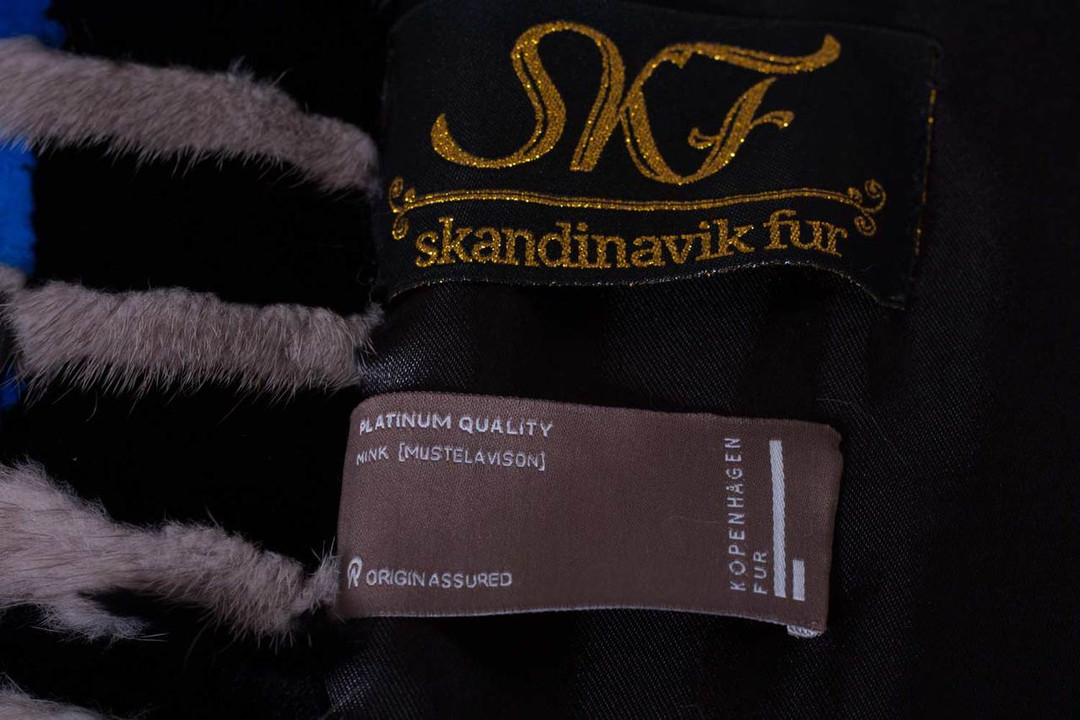 SKF
skandinavik fur
PLATINUM QUALITY
MINK [MUSTELAVISON]
ORIGIN ASSURED
KOPENHAGEN
FUR